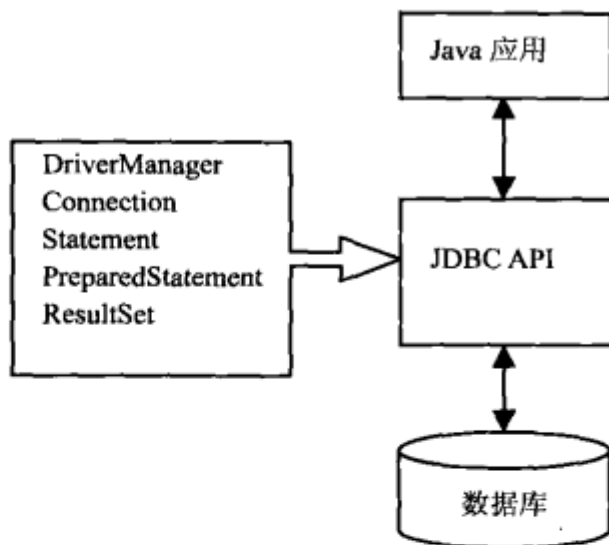 Java 应用
DriverManager
Connection
Statement
PreparedStatement
ResultSet
JDBC API
数据库